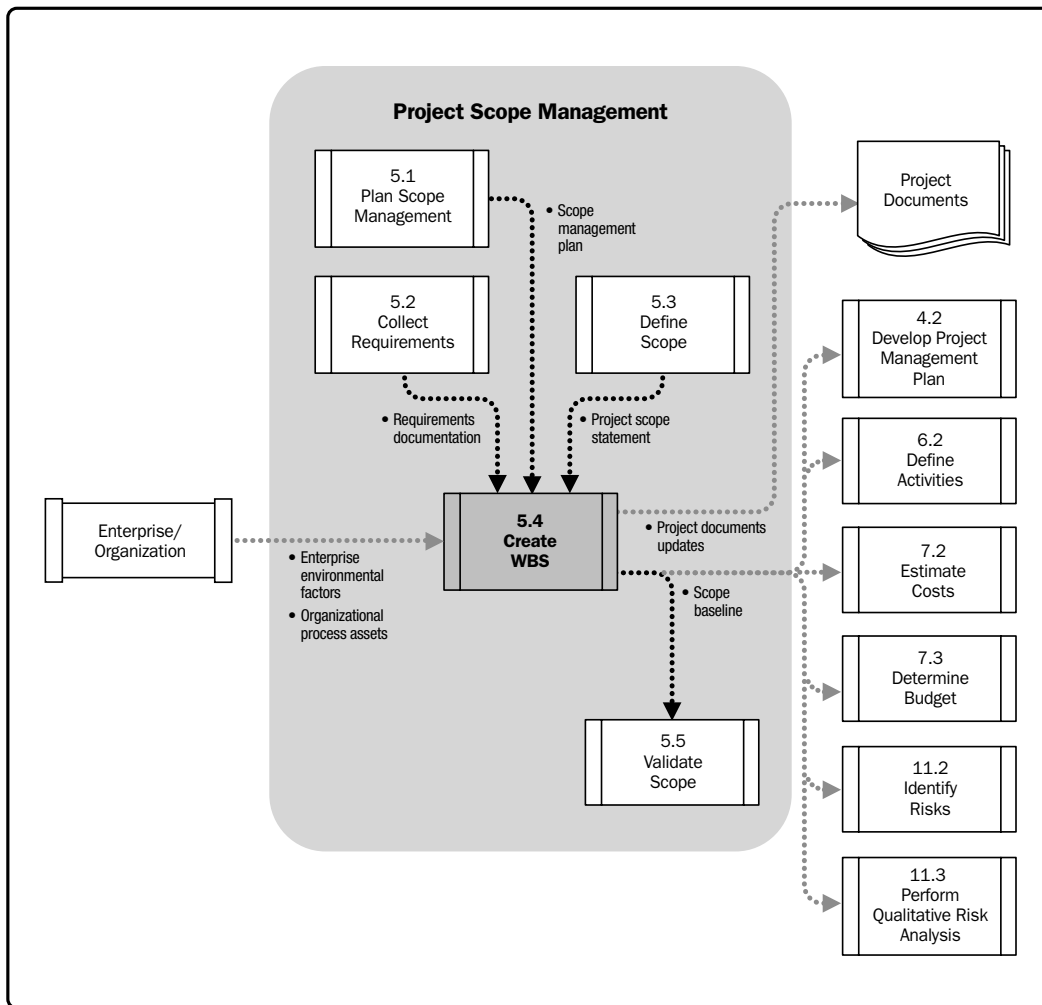 Project Scope Management
5.1
Plan Scope
Management
• Scope
management
plan
Project
Documents
5.2
Collect
Requirements
5.3
Define
Scope
4.2
Develop Project
Management
Plan
• Requirements
documentation
• Project scope
statement
6.2
Define
Activities
Enterprise/
Organization
• Enterprise
environmental
factors
• Organizational
process assets
5.4
Create
WBS
• Project documents
updates
• Scope
baseline
7.2
Estimate
Costs
7.3
Determine
Budget
5.5
Validate
Scope
11.2
Identify
Risks
11.3
Perform
Qualitative Risk
Analysis